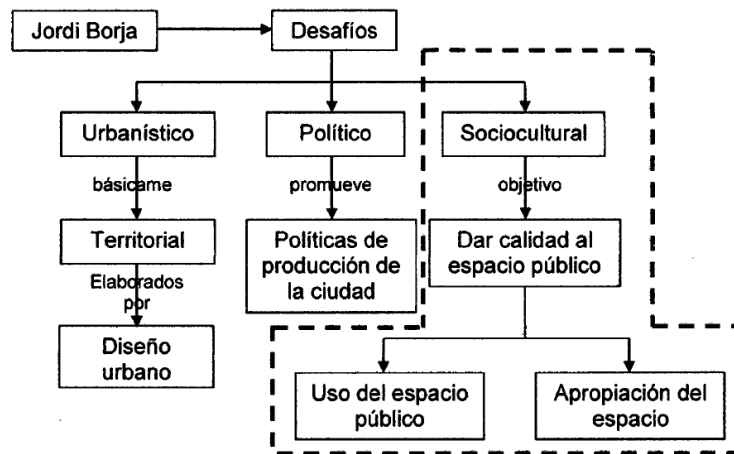 Jordi Borja
Desafíos
Urbanístico
Político
Sociocultural
básicame
promueve
objetivo
Territorial
Políticas de
producción de
la ciudad
Dar calidad al
espacio público
Elaborados
por
Diseño
urbano
Uso del espacio
público
Apropiación del
espacio